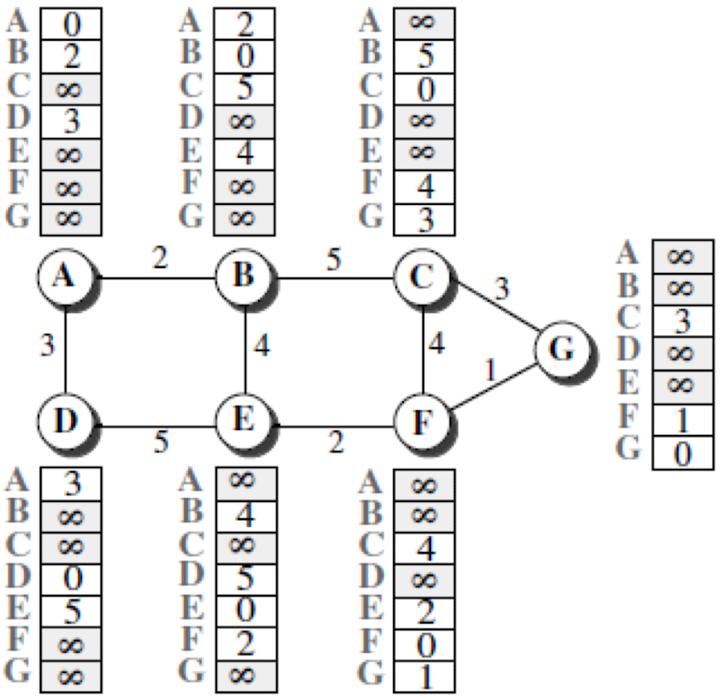 A 0
B 2
C ∞
D 3
E ∞
F ∞
G ∞
A 2
B 0
C 5
D ∞
E 4
F ∞
G ∞
A ∞
B 5
C 0
D ∞
E ∞
F 4
G 3
A ∞
B ∞
C 3
D ∞
E ∞
F 1
G 0
A 2 B 5 C 3
3 4 4 G
1
D 5 E 2 F
A 3
B ∞
C ∞
D 0
E 5
F ∞
G ∞
A ∞
B 4
C ∞
D 5
E 0
F 2
G ∞
A ∞
B ∞
C 4
D ∞
E 2
F 0
G 1